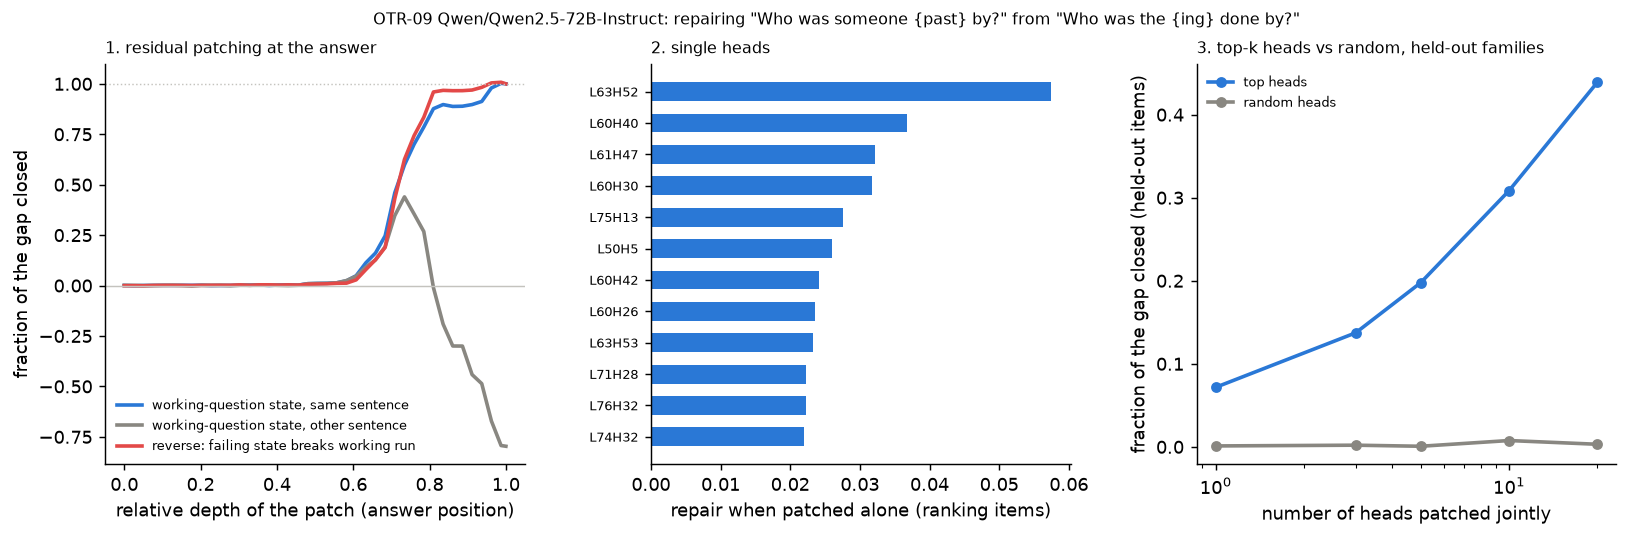 OTR-09 Qwen/Qwen2.5-72B-Instruct: repairing "Who was someone {past} by?" from "Who was the {ing} done by?"
1. residual patching at the answer
fraction of the gap closed
1.00
0.75
0.50
0.25
0.00
−0.25
−0.50
−0.75
working-question state, same sentence
working-question state, other sentence
reverse: failing state breaks working run
0.0 0.2 0.4 0.6 0.8 1.0
relative depth of the patch (answer position)
2. single heads
L63H52
L60H40
L61H47
L60H30
L75H13
L50H5
L60H42
L60H26
L63H53
L71H28
L76H32
L74H32
0.00 0.01 0.02 0.03 0.04 0.05 0.06
repair when patched alone (ranking items)
3. top-k heads vs random, held-out families
fraction of the gap closed (held-out items)
top heads
random heads
0.4
0.3
0.2
0.1
0.0
10⁰ 10¹
number of heads patched jointly